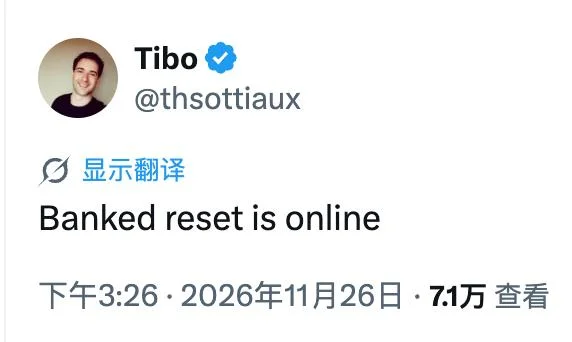 Tibo
@thsottiaux
显示翻译
Banked reset is online
下午3:26 · 2026年11月26日 · 7.1万 查看